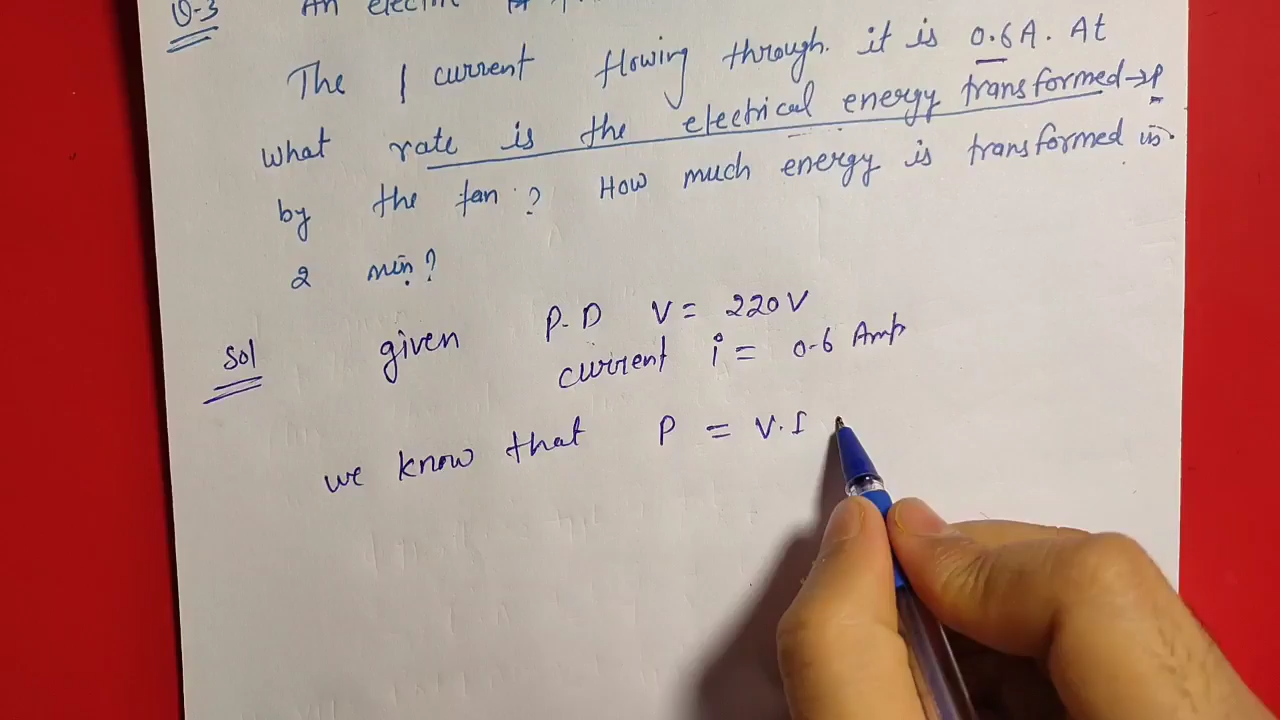 Q-3 An electric
The current flowing through. it is 0.6A. At
what rate is the electrical energy transformed→P
by the fan? How much energy is transformed in
2 min?
Sol given P.D V= 220V
current i = 0.6 Amp
we know that P = V.I